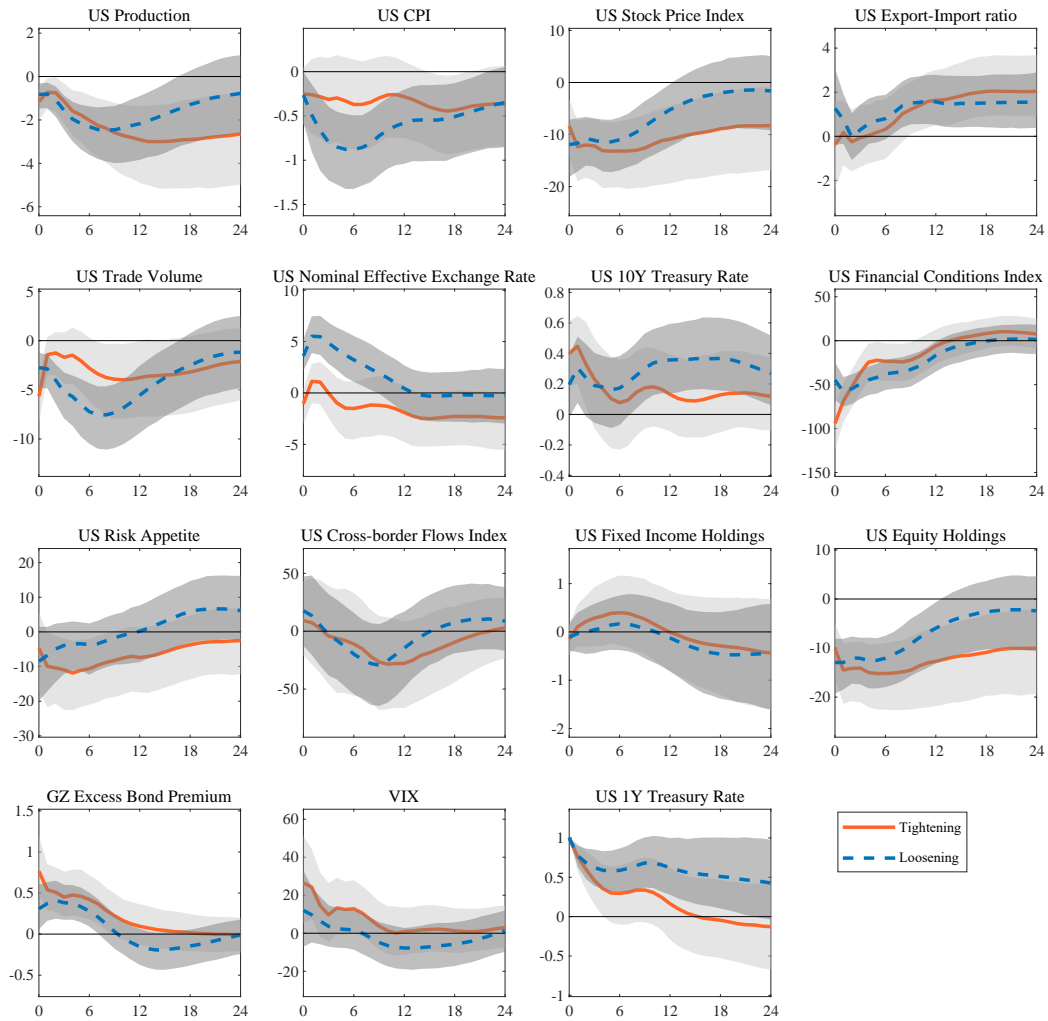 US Production
US CPI
US Stock Price Index
US Export-Import ratio
2
0
-2
-4
-6
0 6 12 18 24
0
-0.5
-1
-1.5
0 6 12 18 24
10
0
-10
-20
0 6 12 18 24
4
2
0
-2
0 6 12 18 24
US Trade Volume
US Nominal Effective Exchange Rate
US 10Y Treasury Rate
US Financial Conditions Index
5
0
-5
-10
0 6 12 18 24
10
5
0
-5
0 6 12 18 24
0.8
0.6
0.4
0.2
0
-0.2
-0.4
0 6 12 18 24
50
0
-50
-100
-150
0 6 12 18 24
US Risk Appetite
US Cross-border Flows Index
US Fixed Income Holdings
US Equity Holdings
20
10
0
-10
-20
-30
0 6 12 18 24
50
0
-50
0 6 12 18 24
1
0
-1
-2
0 6 12 18 24
10
0
-10
-20
0 6 12 18 24
GZ Excess Bond Premium
VIX
US 1Y Treasury Rate
1.5
1
0.5
0
-0.5
0 6 12 18 24
60
40
20
0
-20
0 6 12 18 24
1
0.5
0
-0.5
-1
0 6 12 18 24
Tightening
Loosening